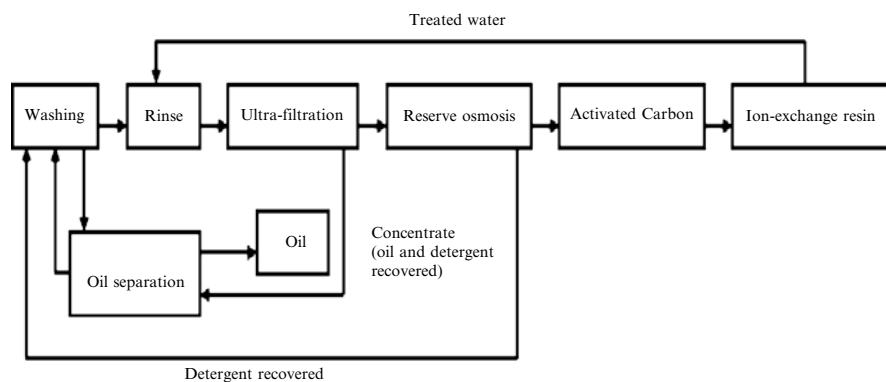 Treated water
Washing
Rinse
Ultra-filtration
Reserve osmosis
Activated Carbon
Ion-exchange resin
Oil
Concentrate
(oil and detergent
recovered)
Oil separation
Detergent recovered